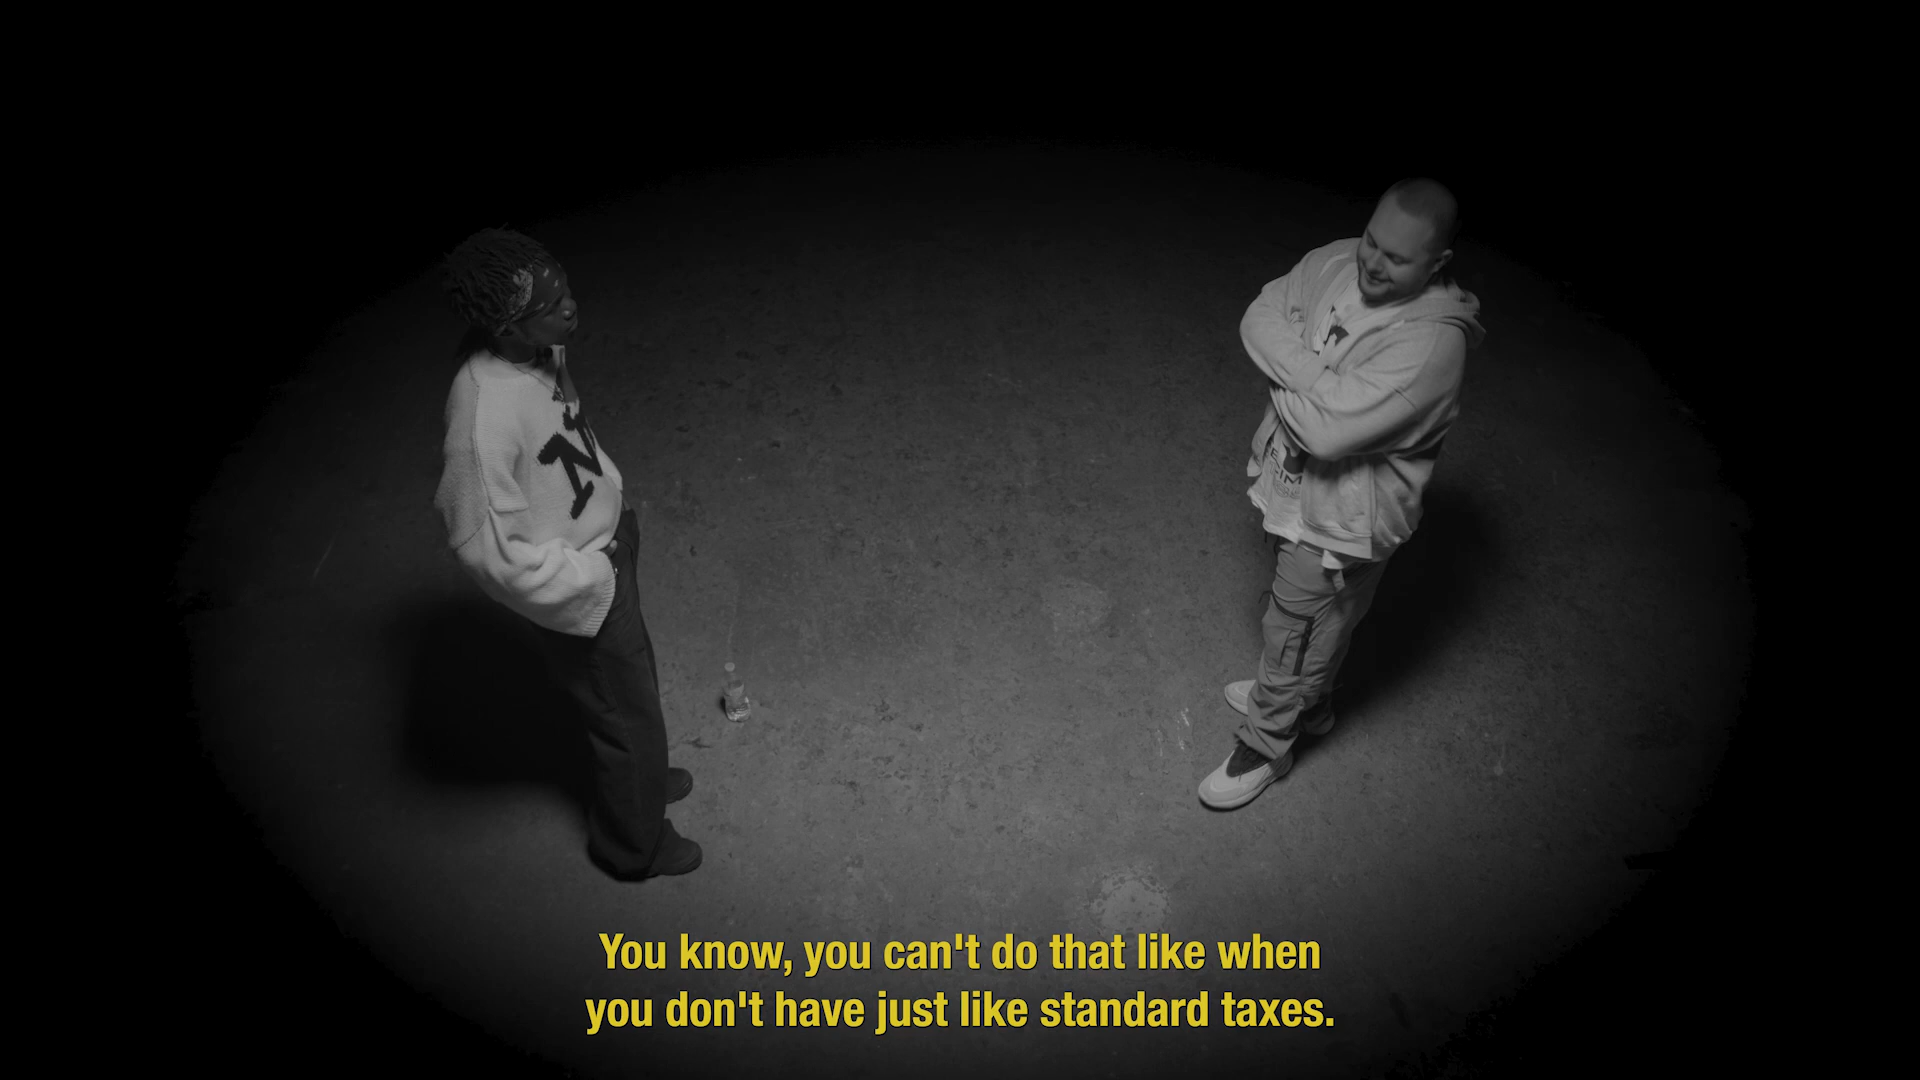 You know, you can't do that like when
you don't have just like standard taxes.